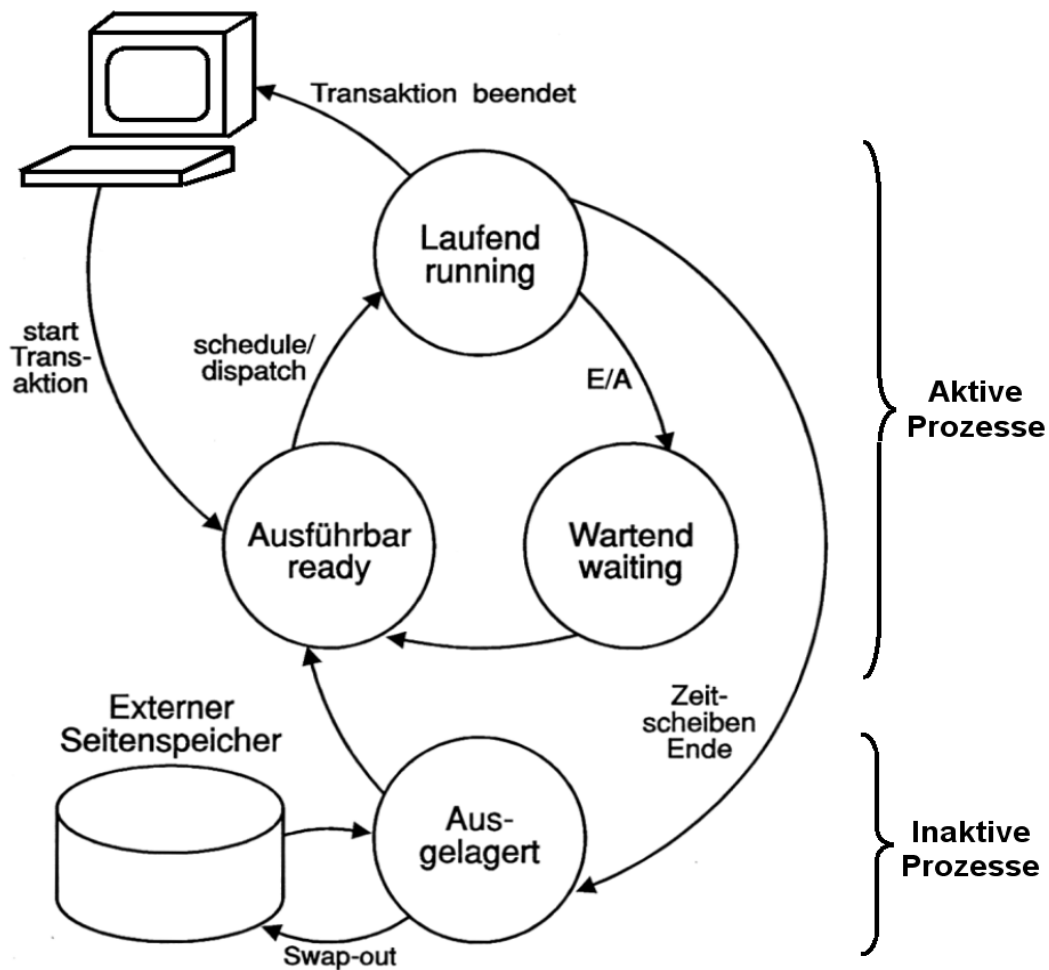 Transaktion beendet
Laufend
running
start
Trans-
aktion
schedule/
dispatch
E/A
Aktive
Prozesse
Ausführbar
ready
Wartend
waiting
Externer
Seitenspeicher
Zeit-
scheiben
Ende
Aus-
gelagert
Inaktive
Prozesse
Swap-out